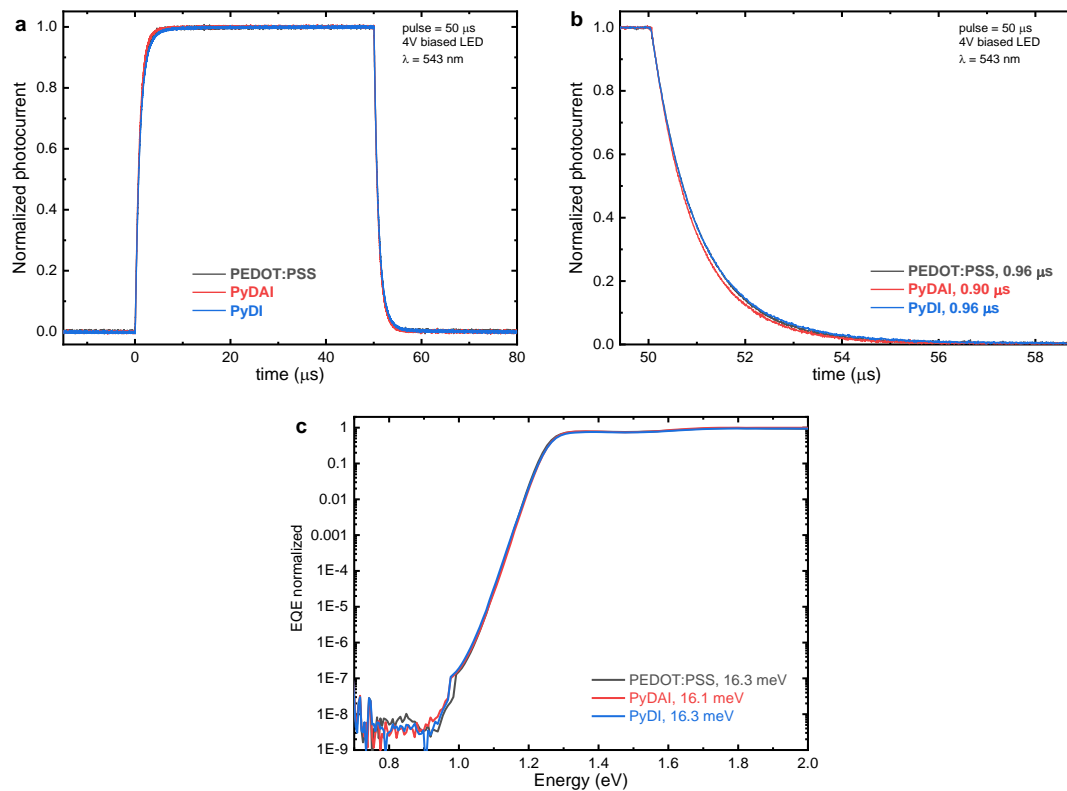 a
pulse = 50 μs
4V biased LED
λ = 543 nm
1.0
0.8
0.6
0.4
0.2
0.0
Normalized photocurrent
PEDOT:PSS
PyDAI
PyDI
0
20
40
60
80
time (μs)
b
pulse = 50 μs
4V biased LED
λ = 543 nm
1.0
0.8
0.6
0.4
0.2
0.0
Normalized photocurrent
PEDOT:PSS, 0.96 μs
PyDAI, 0.90 μs
PyDI, 0.96 μs
50
52
54
56
58
time (μs)
c
1
0.1
0.01
0.001
1E-4
1E-5
1E-6
1E-7
1E-8
1E-9
EQE normalized
PEDOT:PSS, 16.3 meV
PyDAI, 16.1 meV
PyDI, 16.3 meV
0.8
1.0
1.2
1.4
1.6
1.8
2.0
Energy (eV)